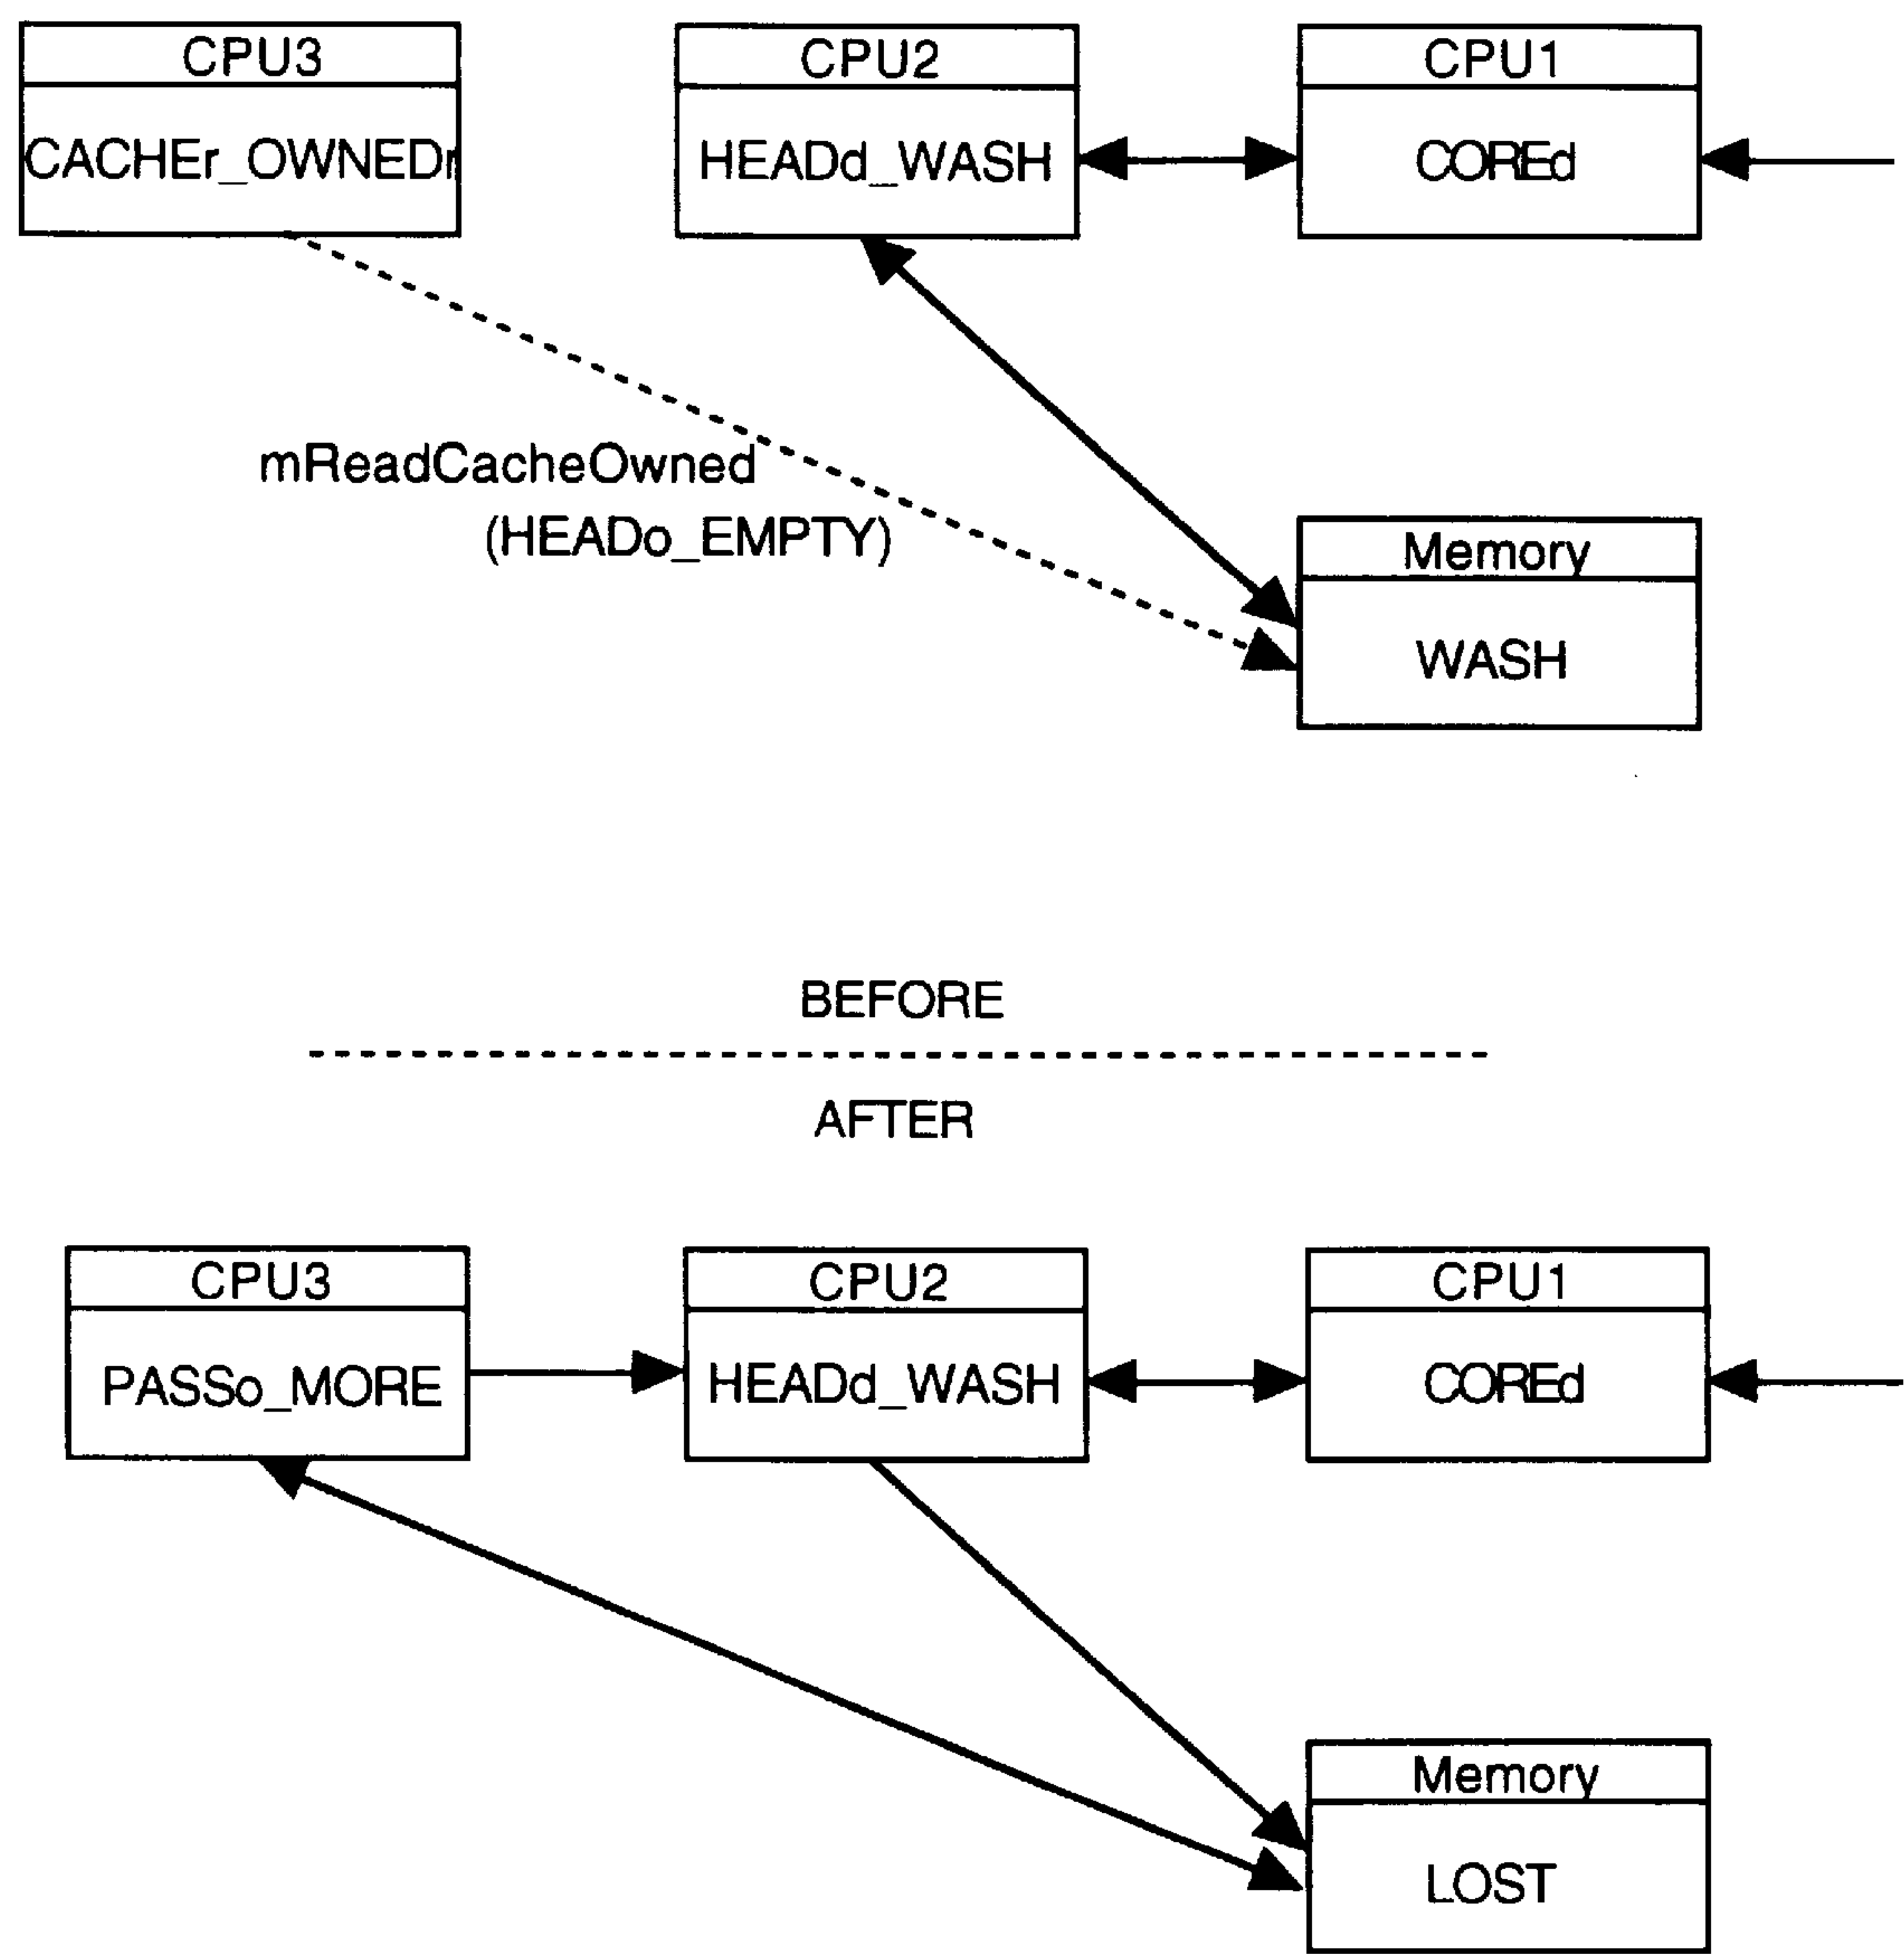 CPU3
CPU2
CPU1
CACHEr_OWNEDr
HEADd_WASH
COREd
mReadCacheOwned
(HEADo_EMPTY)
Memory
WASH
BEFORE
AFTER
CPU3
CPU2
CPU1
PASSo_MORE
HEADd_WASH
COREd
Memory
LOST